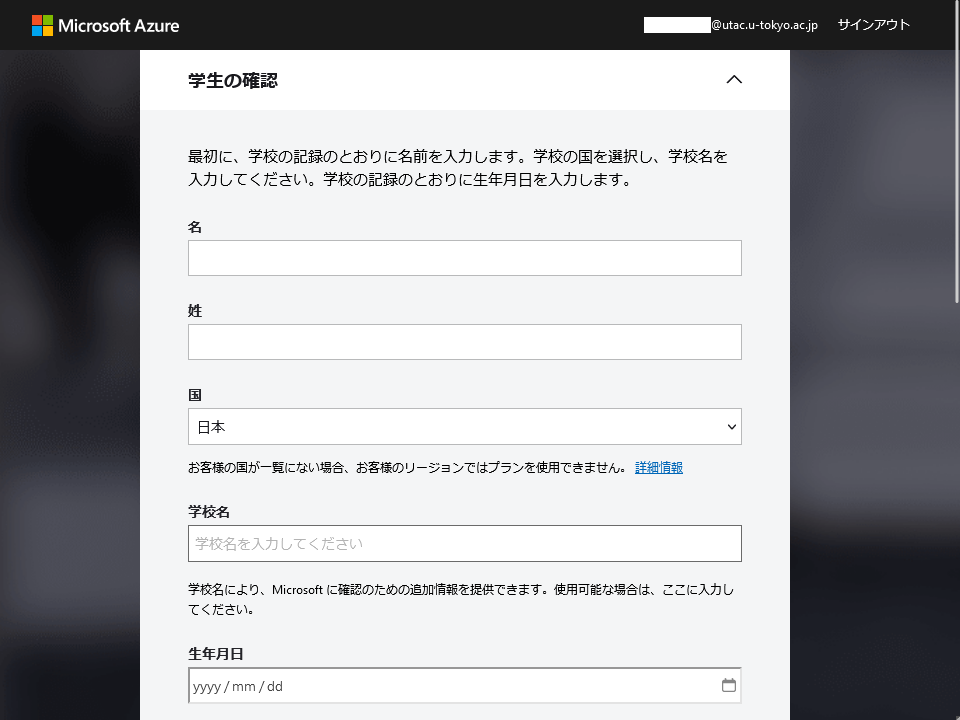 Microsoft Azure
@utac.u-tokyo.ac.jp サインアウト
学生の確認
最初に、学校の記録のとおりに名前を入力します。学校の国を選択し、学校名を
入力してください。学校の記録のとおりに生年月日を入力します。
名
姓
国
日本
お客様の国が一覧にない場合、お客様のリージョンではプランを使用できません。 詳細情報
学校名
学校名を入力してください
学校名により、Microsoft に確認のための追加情報を提供できます。使用可能な場合は、ここに入力し
てください。
生年月日
yyyy / mm / dd